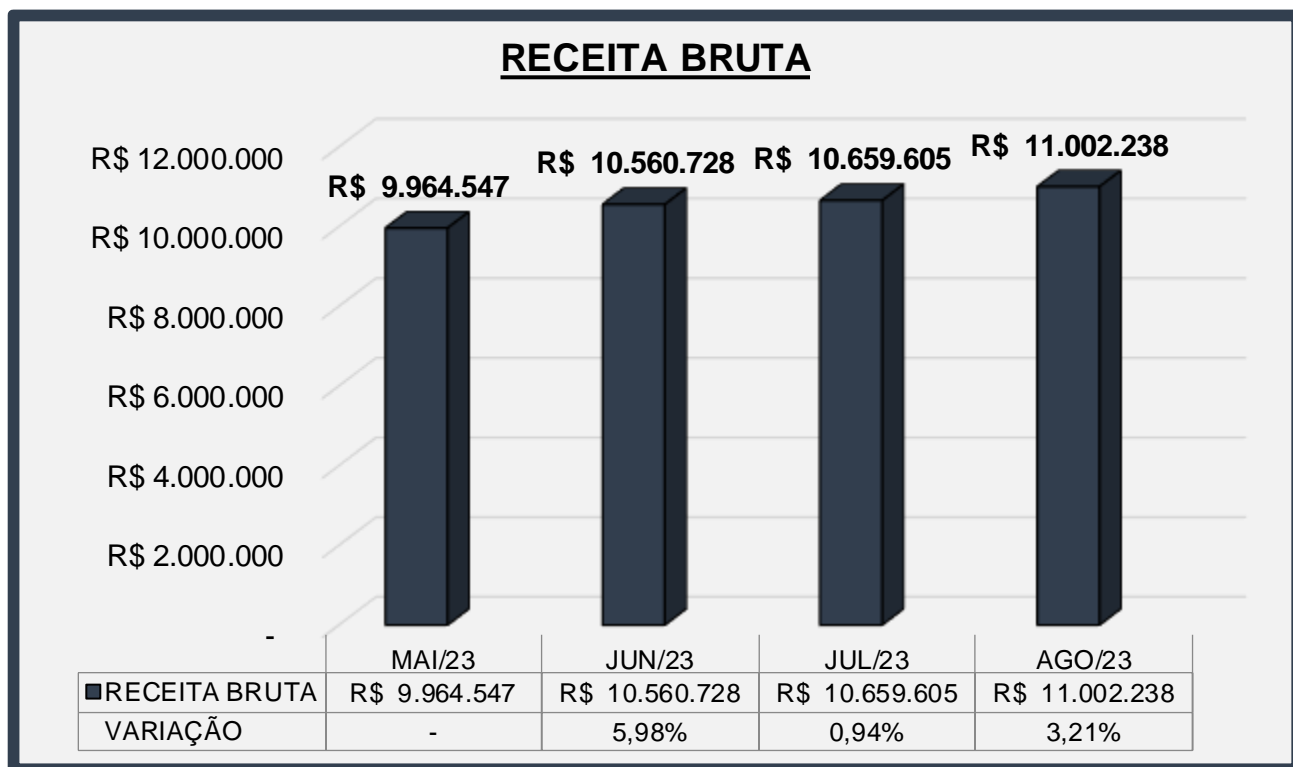 RECEITA BRUTA
R$ 12.000.000
R$ 10.000.000
R$ 8.000.000
R$ 6.000.000
R$ 4.000.000
R$ 2.000.000
-
R$ 9.964.547
R$ 10.560.728
R$ 10.659.605
R$ 11.002.238
MAI/23 JUN/23 JUL/23 AGO/23
RECEITA BRUTA R$ 9.964.547 R$ 10.560.728 R$ 10.659.605 R$ 11.002.238
VARIAÇÃO - 5,98% 0,94% 3,21%